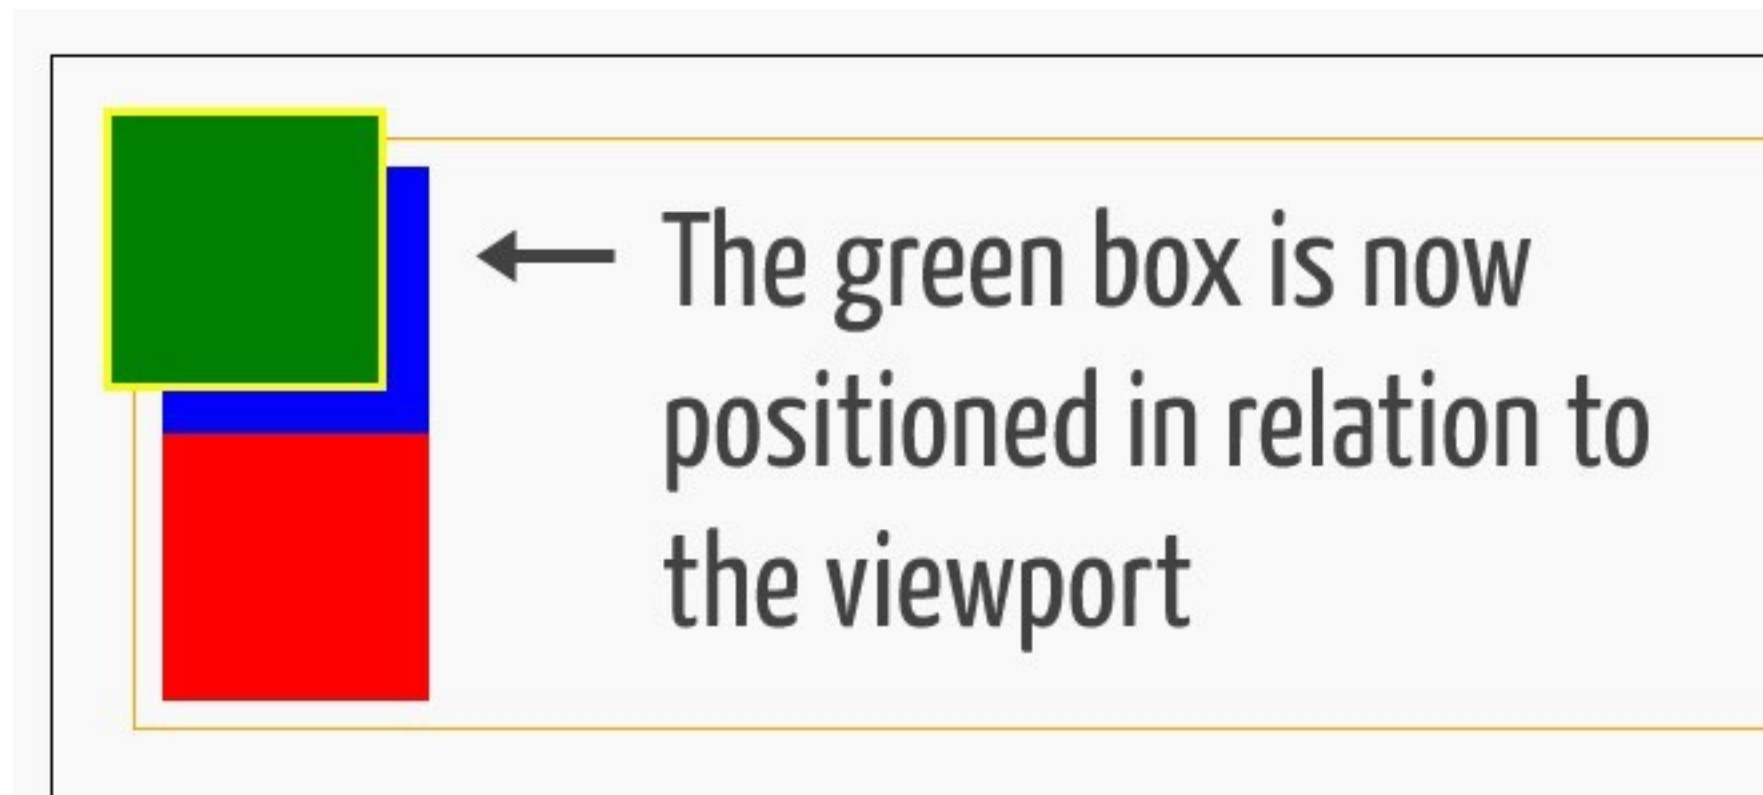 The green box is now
positioned in relation to
the viewport